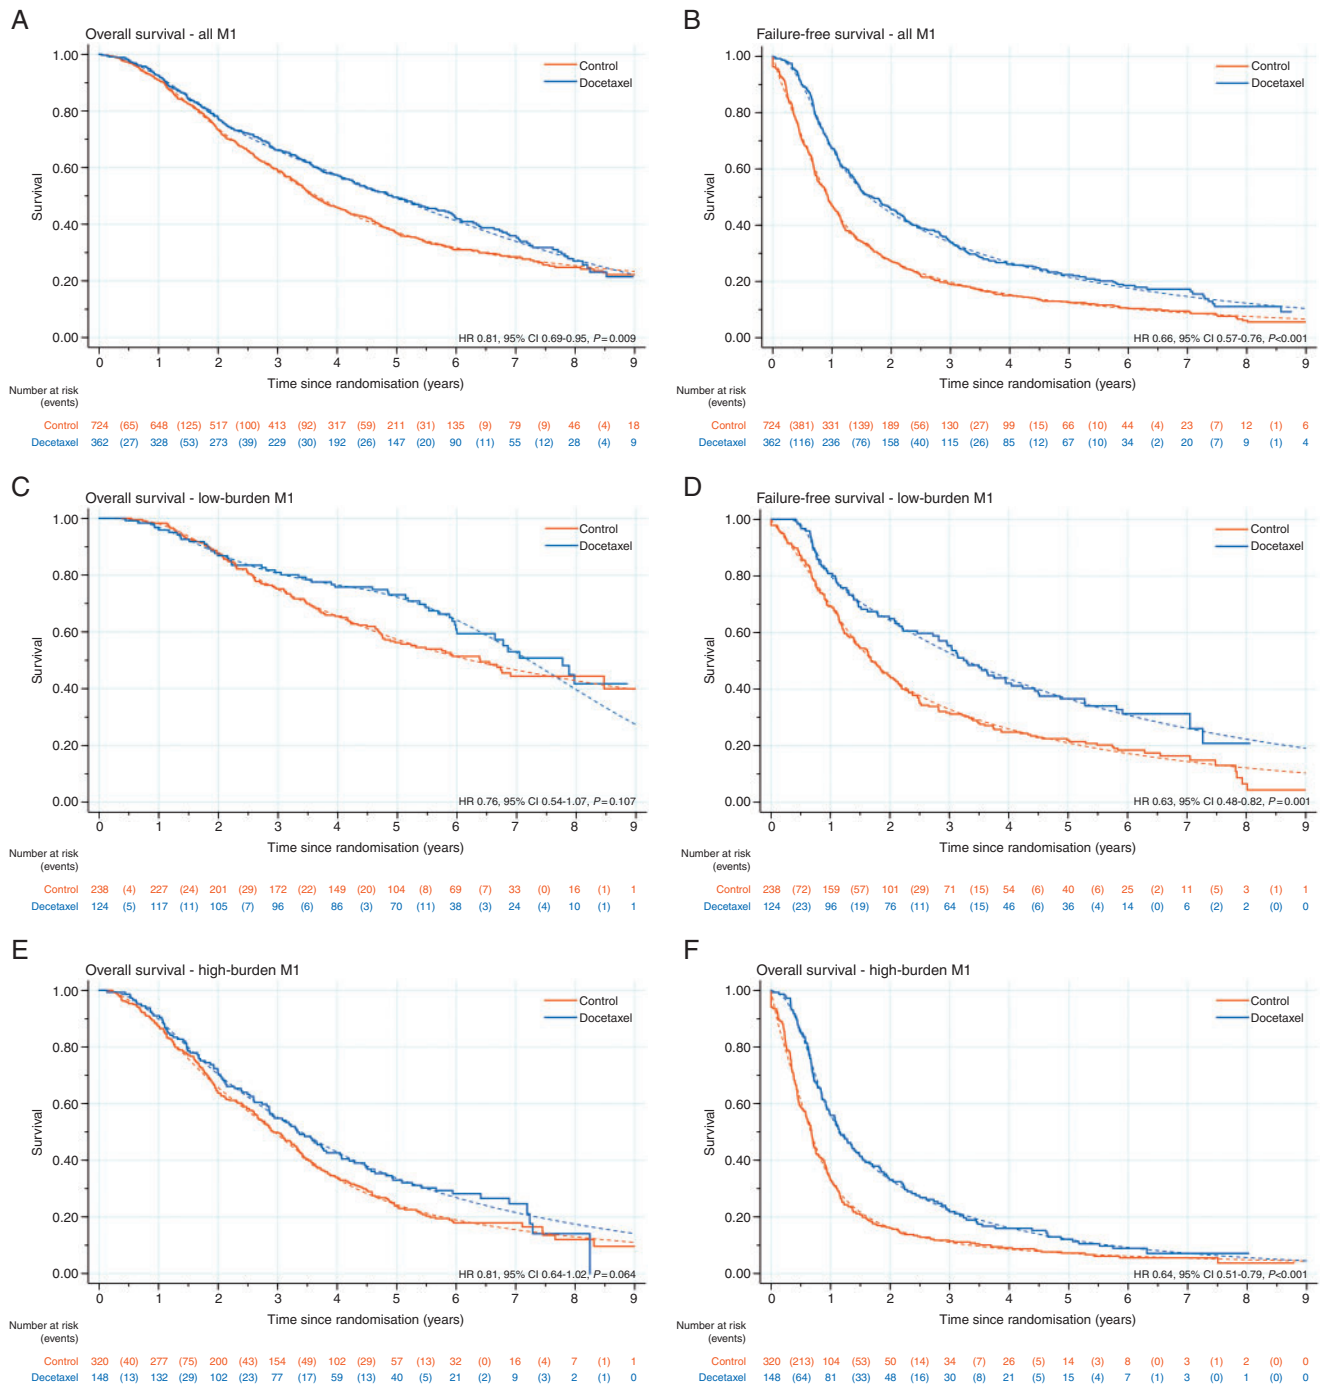 A
Overall survival - all M1
1.00
0.80
0.60
0.40
0.20
0.00
Survival
Control
Docetaxel
HR 0.81, 95% CI 0.69-0.95, P=0.009
0 1 2 3 4 5 6 7 8 9
Time since randomisation (years)
Number at risk
(events)
Control 724 (65) 648 (125) 517 (100) 413 (92) 317 (59) 211 (31) 135 (9) 79 (9) 46 (4) 18
Decetaxel 362 (27) 328 (53) 273 (39) 229 (30) 192 (26) 147 (20) 90 (11) 55 (12) 28 (4) 9
B
Failure-free survival - all M1
1.00
0.80
0.60
0.40
0.20
0.00
Survival
Control
Docetaxel
HR 0.66, 95% CI 0.57-0.76, P<0.001
0 1 2 3 4 5 6 7 8 9
Time since randomisation (years)
Number at risk
(events)
Control 724 (381) 331 (139) 189 (56) 130 (27) 99 (15) 66 (10) 44 (4) 23 (7) 12 (1) 6
Decetaxel 362 (116) 236 (76) 158 (40) 115 (26) 85 (12) 67 (10) 34 (2) 20 (7) 9 (1) 4
C
Overall survival - low-burden M1
1.00
0.80
0.60
0.40
0.20
0.00
Survival
Control
Docetaxel
HR 0.76, 95% CI 0.54-1.07, P=0.107
0 1 2 3 4 5 6 7 8 9
Time since randomisation (years)
Number at risk
(events)
Control 238 (4) 227 (24) 201 (29) 172 (22) 149 (20) 104 (8) 69 (7) 33 (0) 16 (1) 1
Decetaxel 124 (5) 117 (11) 105 (7) 96 (6) 86 (3) 70 (11) 38 (3) 24 (4) 10 (1) 1
D
Failure-free survival - low-burden M1
1.00
0.80
0.60
0.40
0.20
0.00
Survival
Control
Docetaxel
HR 0.63, 95% CI 0.48-0.82, P=0.001
0 1 2 3 4 5 6 7 8 9
Time since randomisation (years)
Number at risk
(events)
Control 238 (72) 159 (57) 101 (29) 71 (15) 54 (6) 40 (6) 25 (2) 11 (5) 3 (1) 1
Decetaxel 124 (23) 96 (19) 76 (11) 64 (15) 46 (6) 36 (4) 14 (0) 6 (2) 2 (0) 0
E
Overall survival - high-burden M1
1.00
0.80
0.60
0.40
0.20
0.00
Survival
Control
Docetaxel
HR 0.81, 95% CI 0.64-1.02, P=0.064
0 1 2 3 4 5 6 7 8 9
Time since randomisation (years)
Number at risk
(events)
Control 320 (40) 277 (75) 200 (43) 154 (49) 102 (29) 57 (13) 32 (0) 16 (4) 7 (1) 1
Decetaxel 148 (13) 132 (29) 102 (23) 77 (17) 59 (13) 40 (5) 21 (2) 9 (3) 2 (1) 0
F
Overall survival - high-burden M1
1.00
0.80
0.60
0.40
0.20
0.00
Survival
Control
Docetaxel
HR 0.64, 95% CI 0.51-0.79, P<0.001
0 1 2 3 4 5 6 7 8 9
Time since randomisation (years)
Number at risk
(events)
Control 320 (213) 104 (53) 50 (14) 34 (7) 26 (5) 14 (3) 8 (0) 3 (1) 2 (0) 0
Decetaxel 148 (64) 81 (33) 48 (16) 30 (8) 21 (5) 15 (4) 7 (1) 3 (0) 1 (0) 0